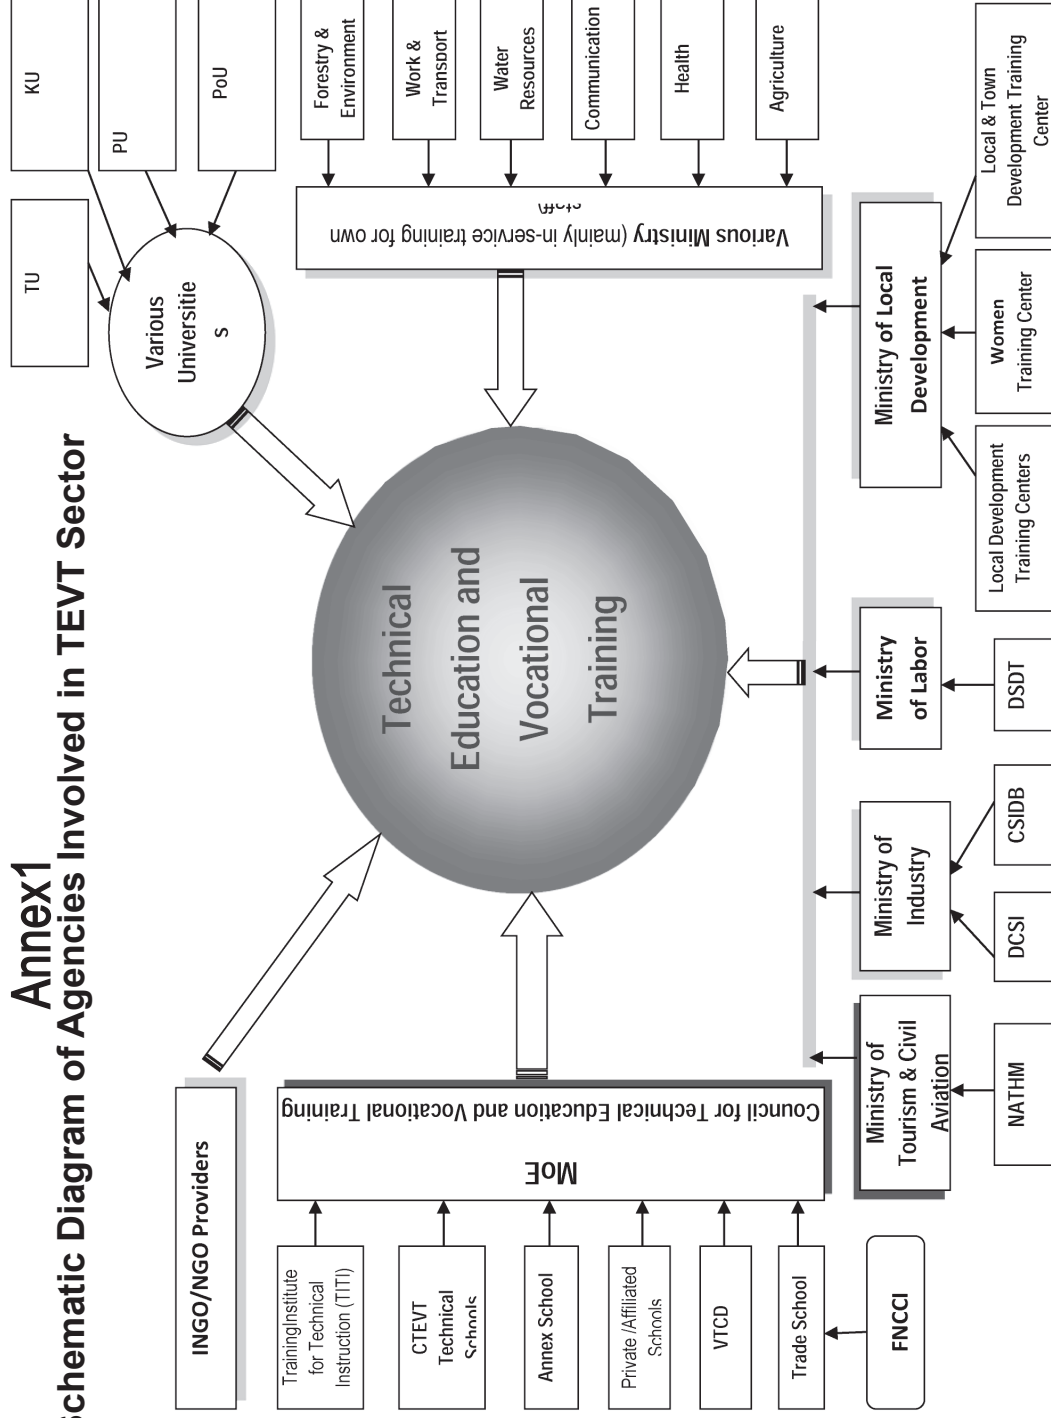 Annex1
chematic Diagram of Agencies Involved in TEVT Sector
INGO/NGO Providers
TrainingInstitute
for Technical
Instruction (TITI)
CTEVT
Technical
Schools
Annex School
Private /Affiliated
Schools
VTCD
Trade School
FNCCI
MoE
Council for Technical Education and Vocational Training
Technical
Education and
Vocational
Training
TU
KU
PU
PoU
Various
Universitie
s
Forestry &
Environment
Work &
Transport
Water
Resources
Communication
Health
Agriculture
Various Ministry (mainly in-service training for own
staff)
Ministry of
Tourism & Civil
Aviation
NATHM
Ministry of
Industry
DCSI
CSIDB
Ministry
of Labor
DSDT
Ministry of Local
Development
Local Development
Training Centers
Women
Training Center
Local & Town
Development Training
Center